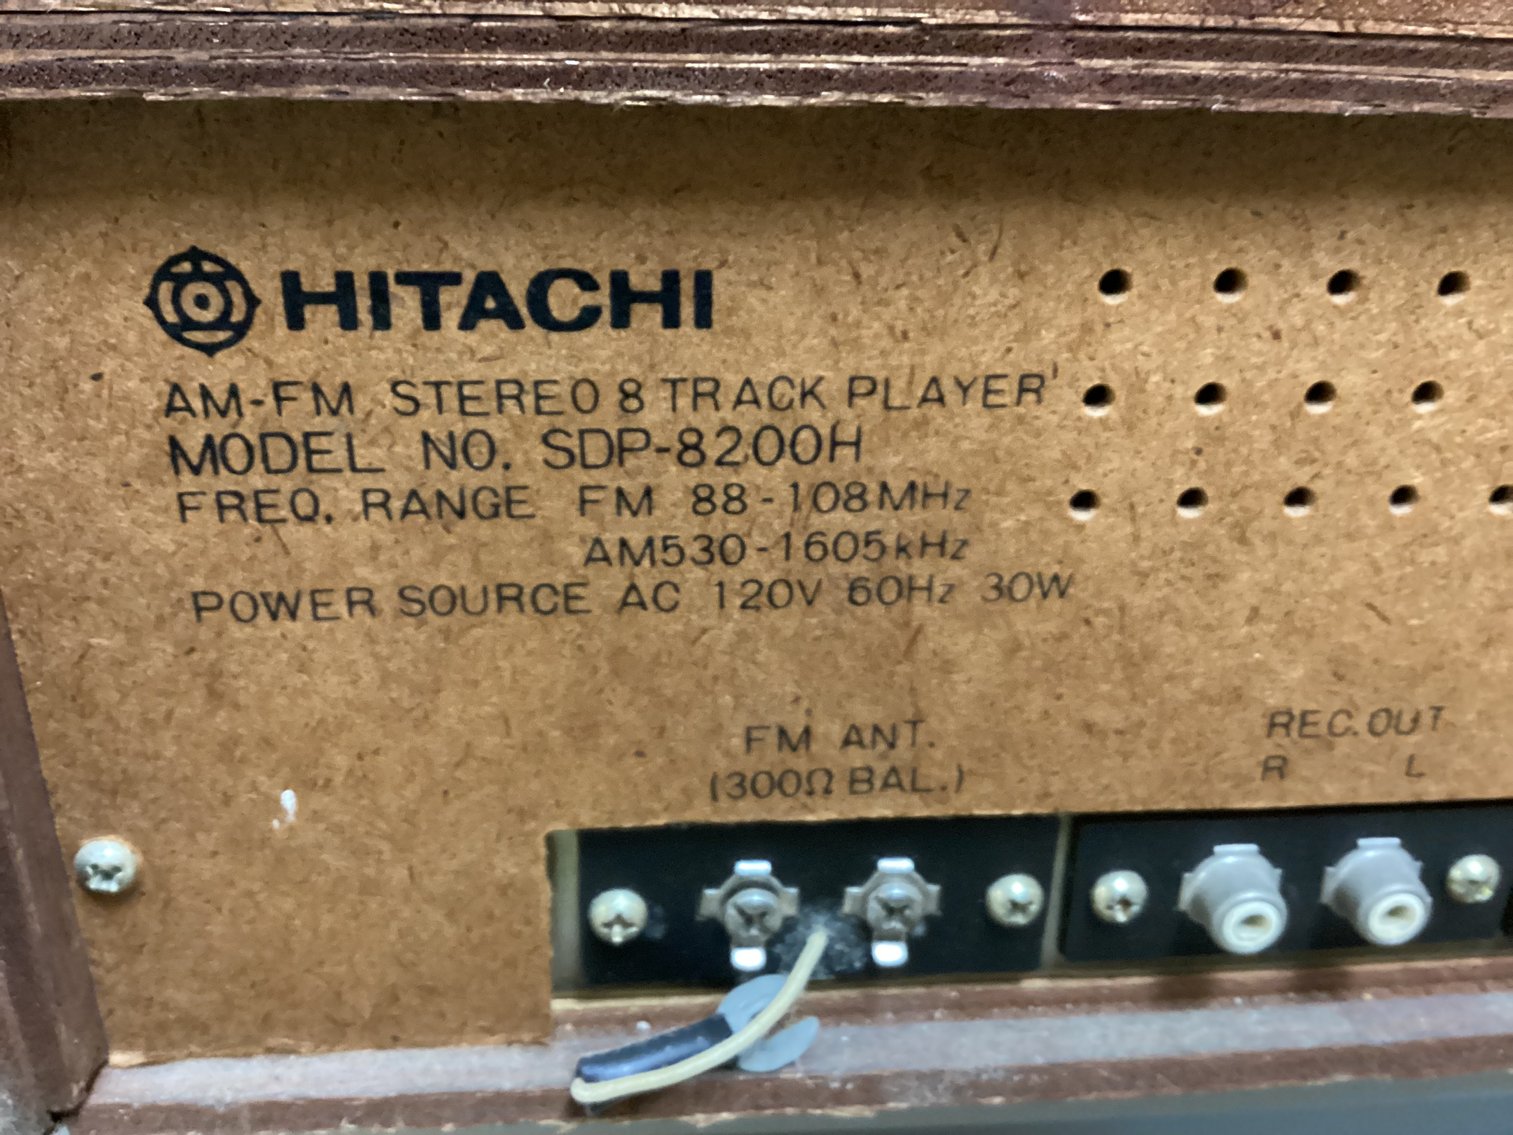 HITACHI
AM-FM STEREO 8 TRACK PLAYER
MODEL NO. SDP-8200H
FREQ. RANGE FM 88-108MHz
AM530-1605kHz
POWER SOURCE AC 120V 60Hz 30W
FM ANT.
(300Ω BAL.)
REC.OUT
R L